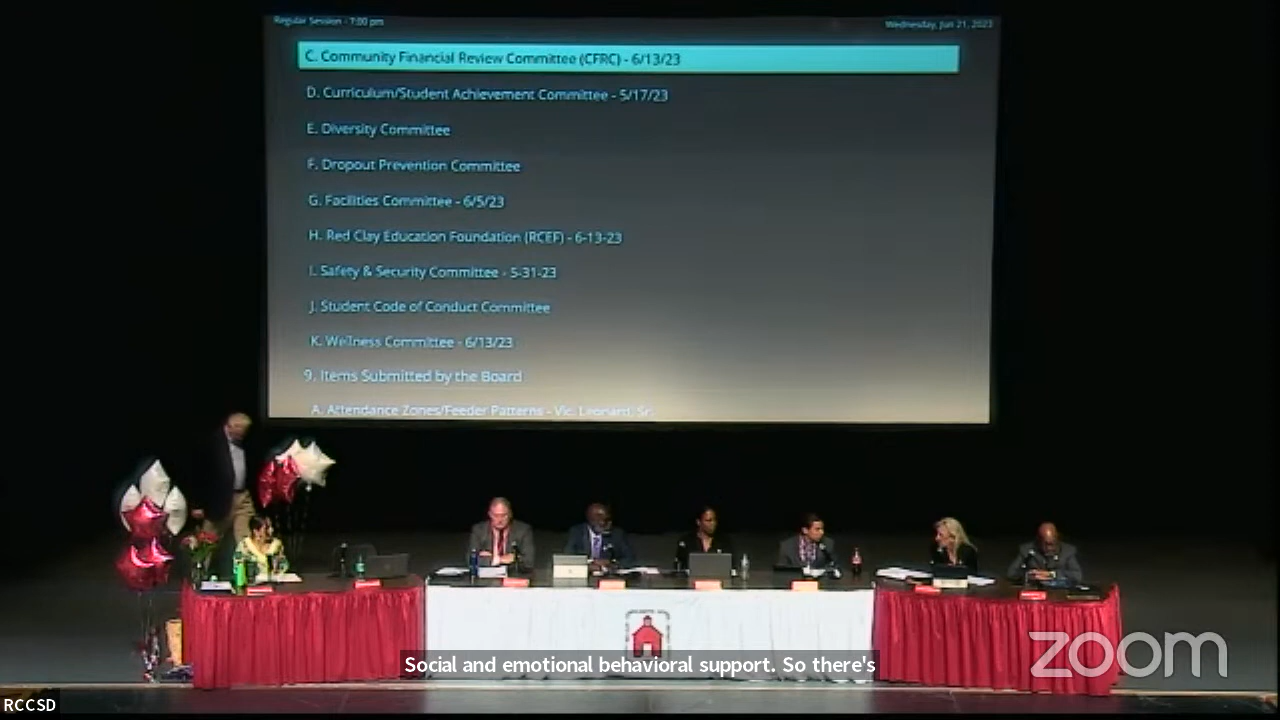 Regular Session - 7:00 pm
Wednesday, Jun 21, 2023
C. Community Financial Review Committee (CFRC) - 6/13/23
D. Curriculum/Student Achievement Committee - 5/17/23
E. Diversity Committee
F. Dropout Prevention Committee
G. Facilities Committee - 6/5/23
H. Red Clay Education Foundation (RCEF) - 6-13-23
I. Safety & Security Committee - 5-31-23
J. Student Code of Conduct Committee
K. Wellness Committee - 6/13/23
9. Items Submitted by the Board
A. Attendance Zones/Feeder Patterns - Vic. Leonard, Sr.
Social and emotional behavioral support. So there's
zoom
RCCSD